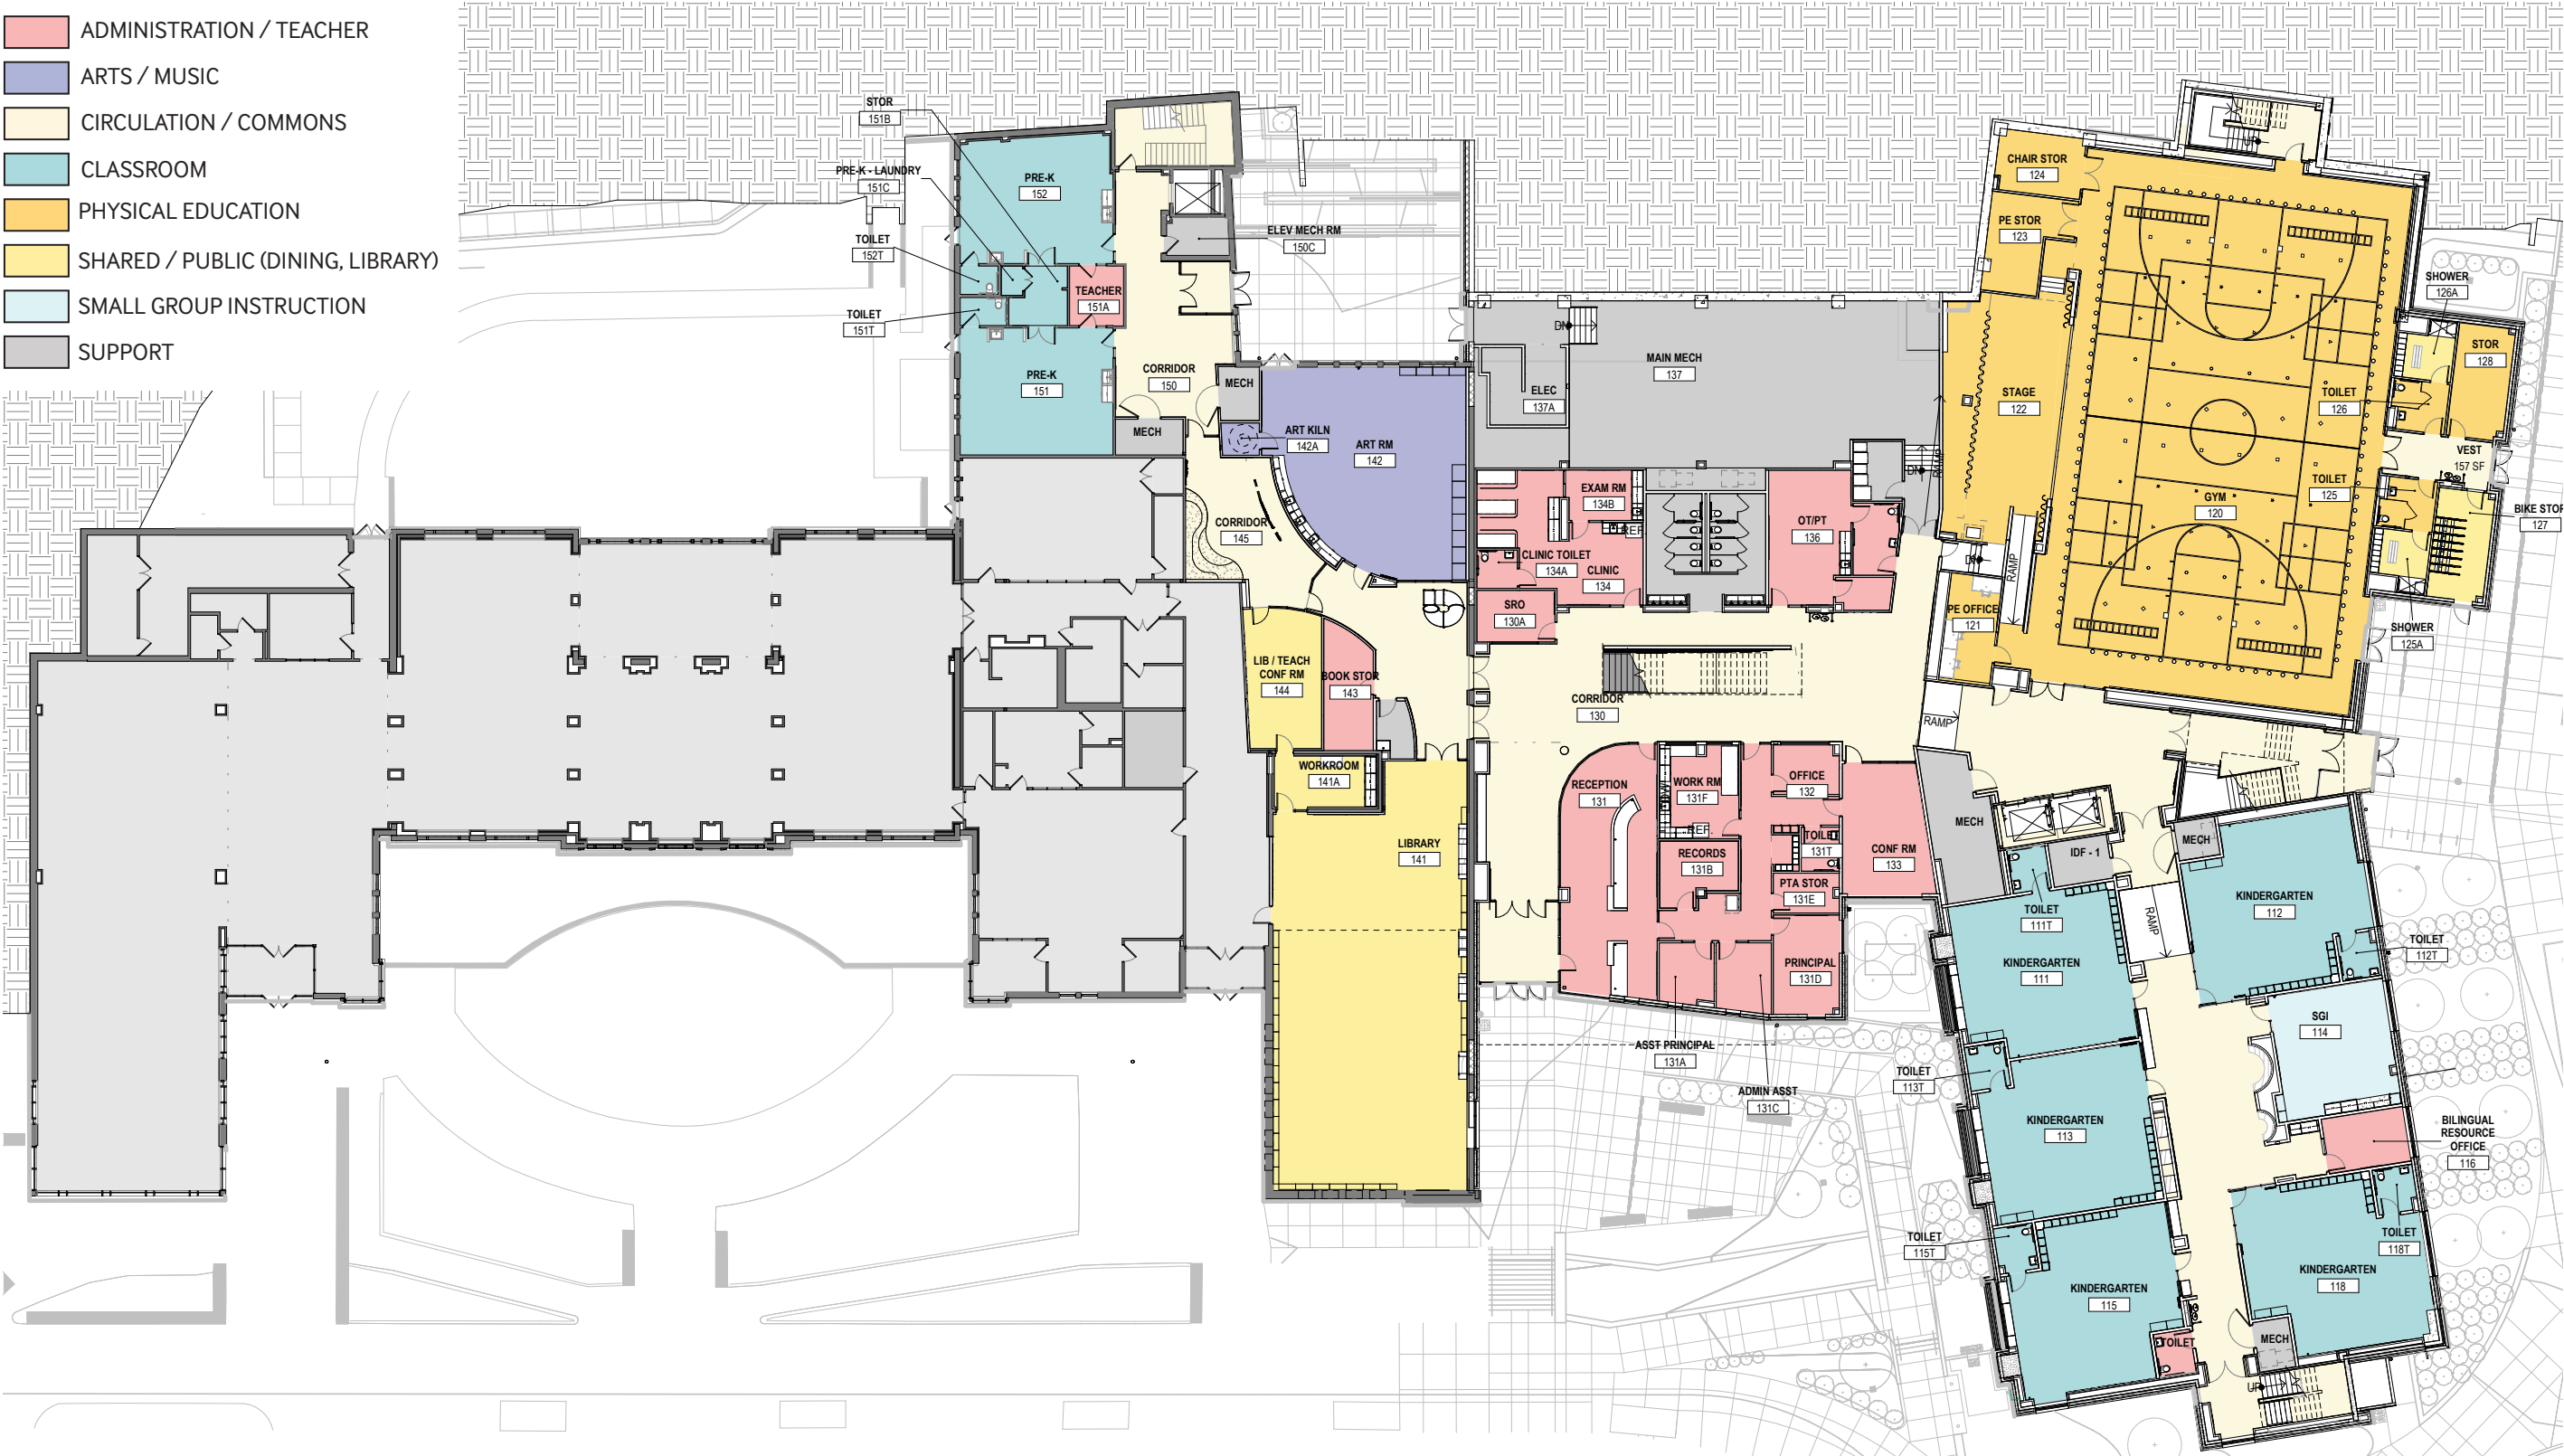 ADMINISTRATION / TEACHER
ARTS / MUSIC
CIRCULATION / COMMONS
CLASSROOM
PHYSICAL EDUCATION
SHARED / PUBLIC (DINING, LIBRARY)
SMALL GROUP INSTRUCTION
SUPPORT
STOR
151B
PRE-K - LAUNDRY
151C
TOILET
152T
TOILET
151T
PRE-K
152
TEACHER
151A
PRE-K
151
ELEV MECH RM
150C
CORRIDOR
150
MECH
MECH
ART KILN
142A
ART RM
142
CORRIDOR
145
LIB / TEACH
CONF RM
144
BOOK STOR
143
WORKROOM
141A
LIBRARY
141
DN
MAIN MECH
137
ELEC
137A
EXAM RM
134B
REF
CLINIC TOILET
134A
CLINIC
134
SRO
130A
OT/PT
136
DN
RAMP
CORRIDOR
130
RECEPTION
131
WORK RM
131F
REF.
RECORDS
131B
OFFICE
132
TOILET
131T
PTA STOR
131E
CONF RM
133
PRINCIPAL
131D
ASST PRINCIPAL
131A
ADMIN ASST
131C
CHAIR STOR
124
PE STOR
123
STAGE
122
GYM
120
DN
RAMP
PE OFFICE
121
RAMP
SHOWER
126A
STOR
128
TOILET
126
VEST
157 SF
TOILET
125
BIKE STOR
127
SHOWER
125A
MECH
IDF - 1
MECH
TOILET
111T
RAMP
KINDERGARTEN
112
TOILET
112T
KINDERGARTEN
111
SGI
114
TOILET
113T
KINDERGARTEN
113
BILINGUAL
RESOURCE
OFFICE
116
TOILET
115T
TOILET
118T
KINDERGARTEN
115
KINDERGARTEN
118
TOILET
MECH
UP